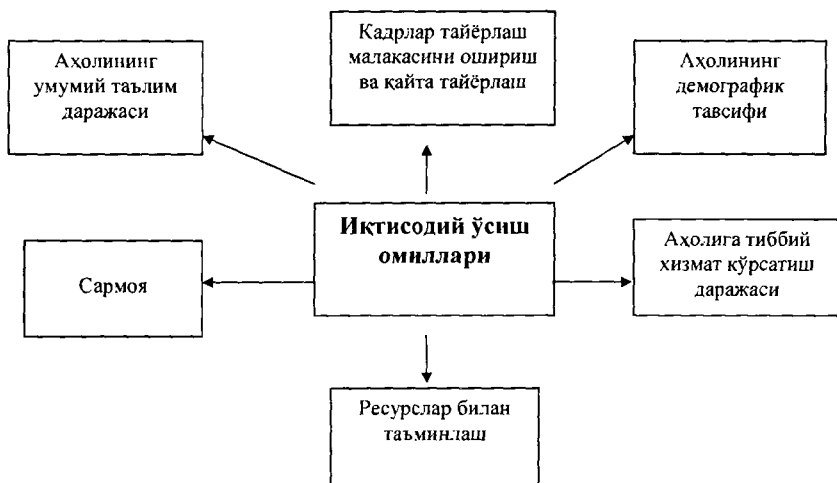 Аҳолининг
умумий таълим
даражаси
Кадрлар тайёрлаш
малакасини ошириш
ва қайта тайёрлаш
Аҳолининг
демографик
тавсифи
Иқтисодий ўсиш
омиллари
Сармоя
Аҳолига тиббий
хизмат кўрсатиш
даражаси
Ресурслар билан
таъминлаш